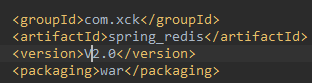 <groupId>com.xck</groupId>
<artifactId>spring_redis</artifactId>
<version>V2.0</version>
<packaging>war</packaging>